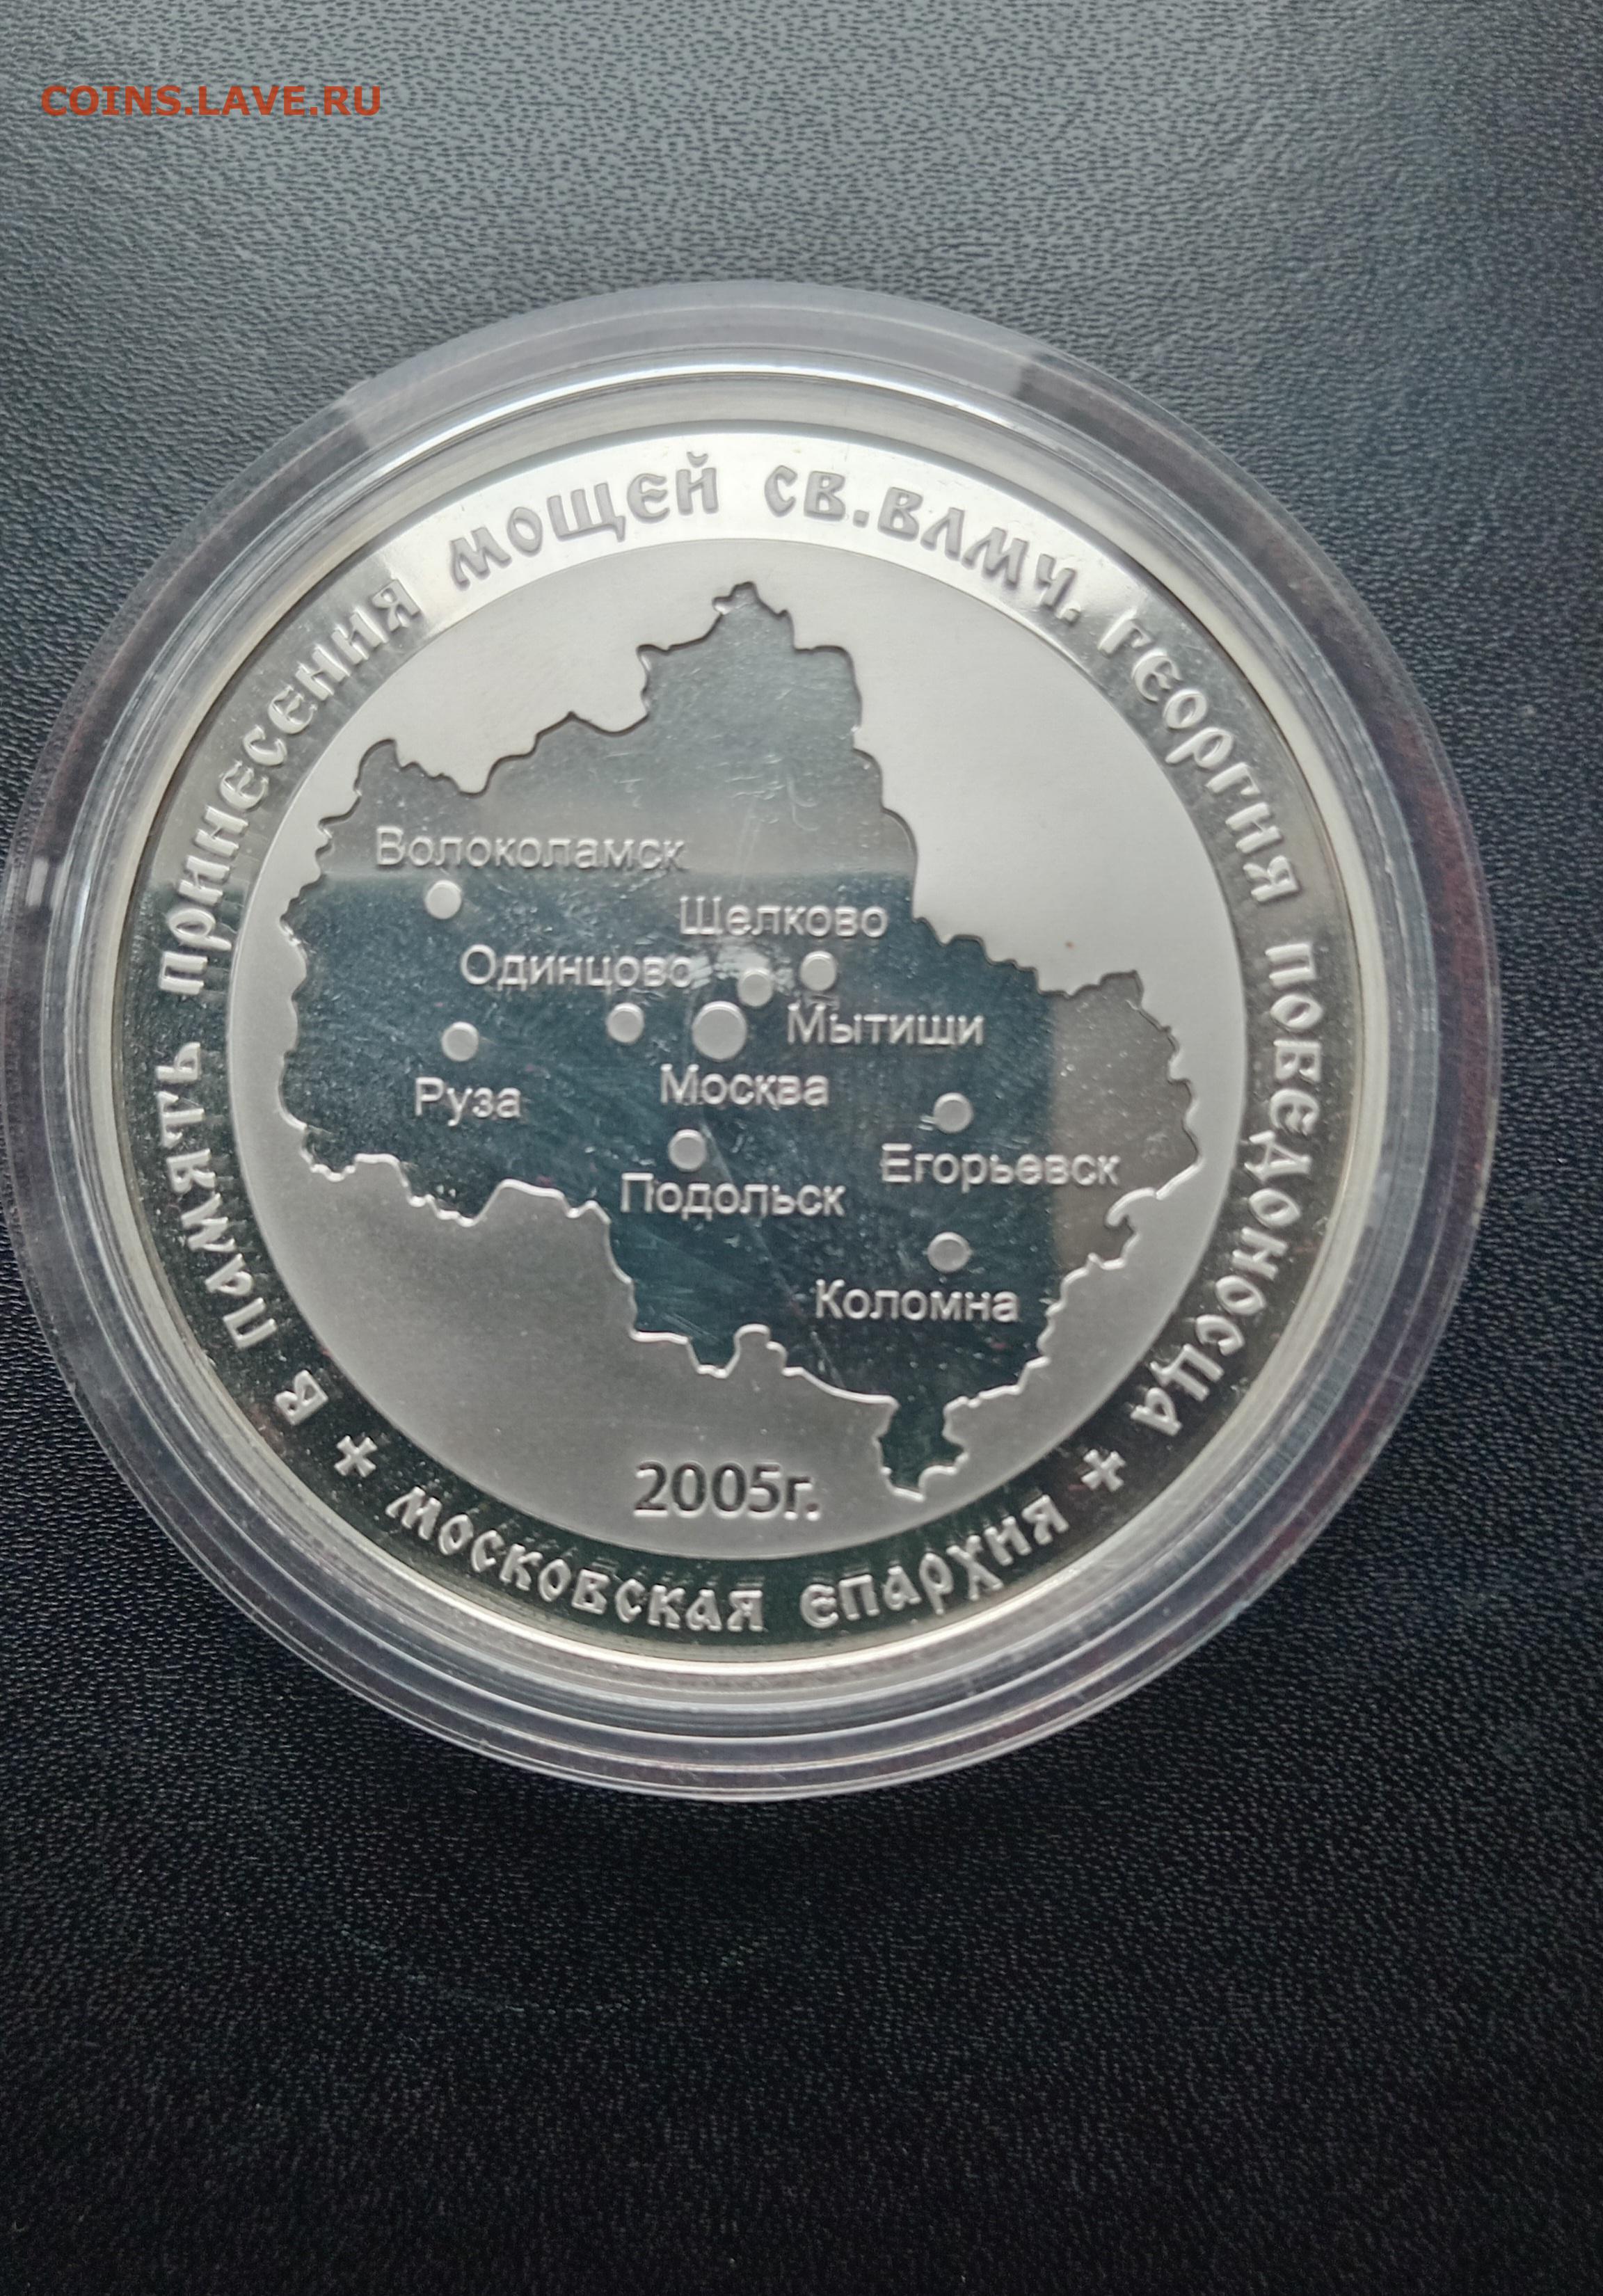 COINS.LAVE.RU
В ПАМЯТЬ ПРИНЕСЕНИЯ МОЩЕЙ СВ.ВЛМЧ. ГЕОРГИЯ ПОБЕДОНОСЦА
Волоколамск
Щелково
Одинцово
Мытищи
Руза
Москва
Егорьевск
Подольск
Коломна
2005г.
МОСКОВСКАЯ ЕПАРХИЯ